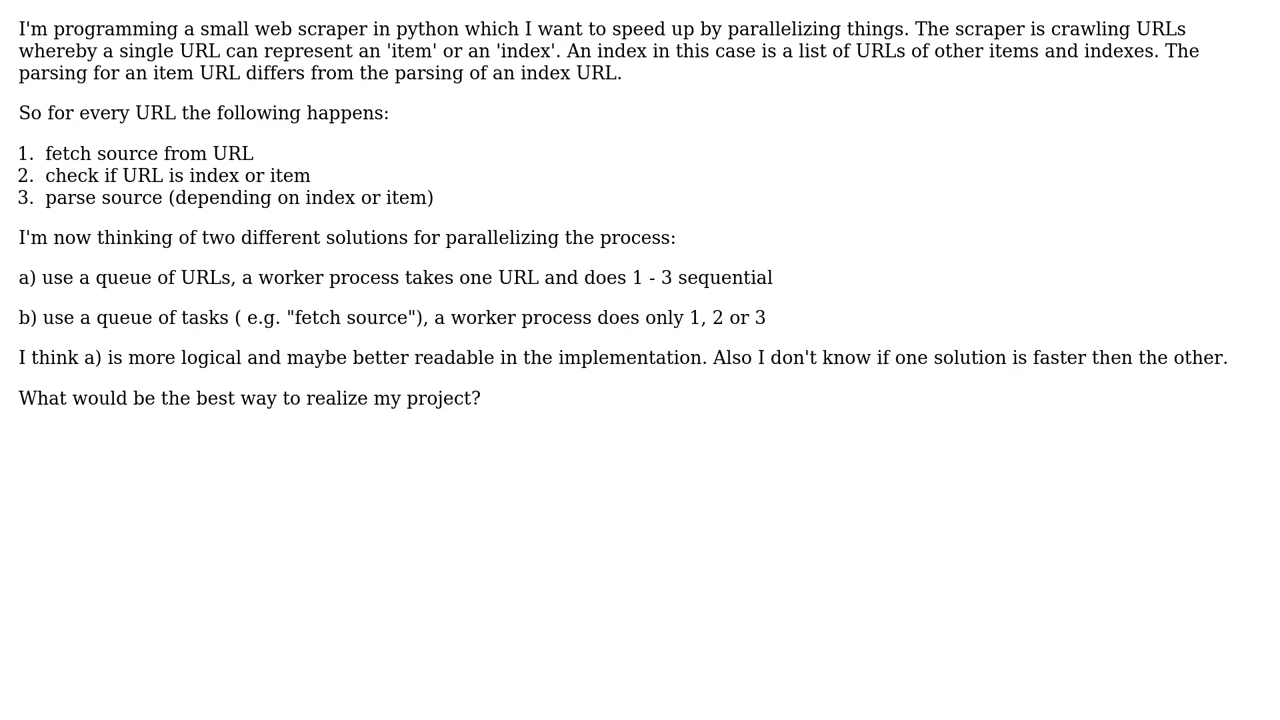 I'm programming a small web scraper in python which I want to speed up by parallelizing things. The scraper is crawling URLs
whereby a single URL can represent an 'item' or an 'index'. An index in this case is a list of URLs of other items and indexes. The
parsing for an item URL differs from the parsing of an index URL.
So for every URL the following happens:
1. fetch source from URL
2. check if URL is index or item
3. parse source (depending on index or item)
I'm now thinking of two different solutions for parallelizing the process:
a) use a queue of URLs, a worker process takes one URL and does 1 - 3 sequential
b) use a queue of tasks ( e.g. "fetch source"), a worker process does only 1, 2 or 3
I think a) is more logical and maybe better readable in the implementation. Also I don't know if one solution is faster then the other.
What would be the best way to realize my project?